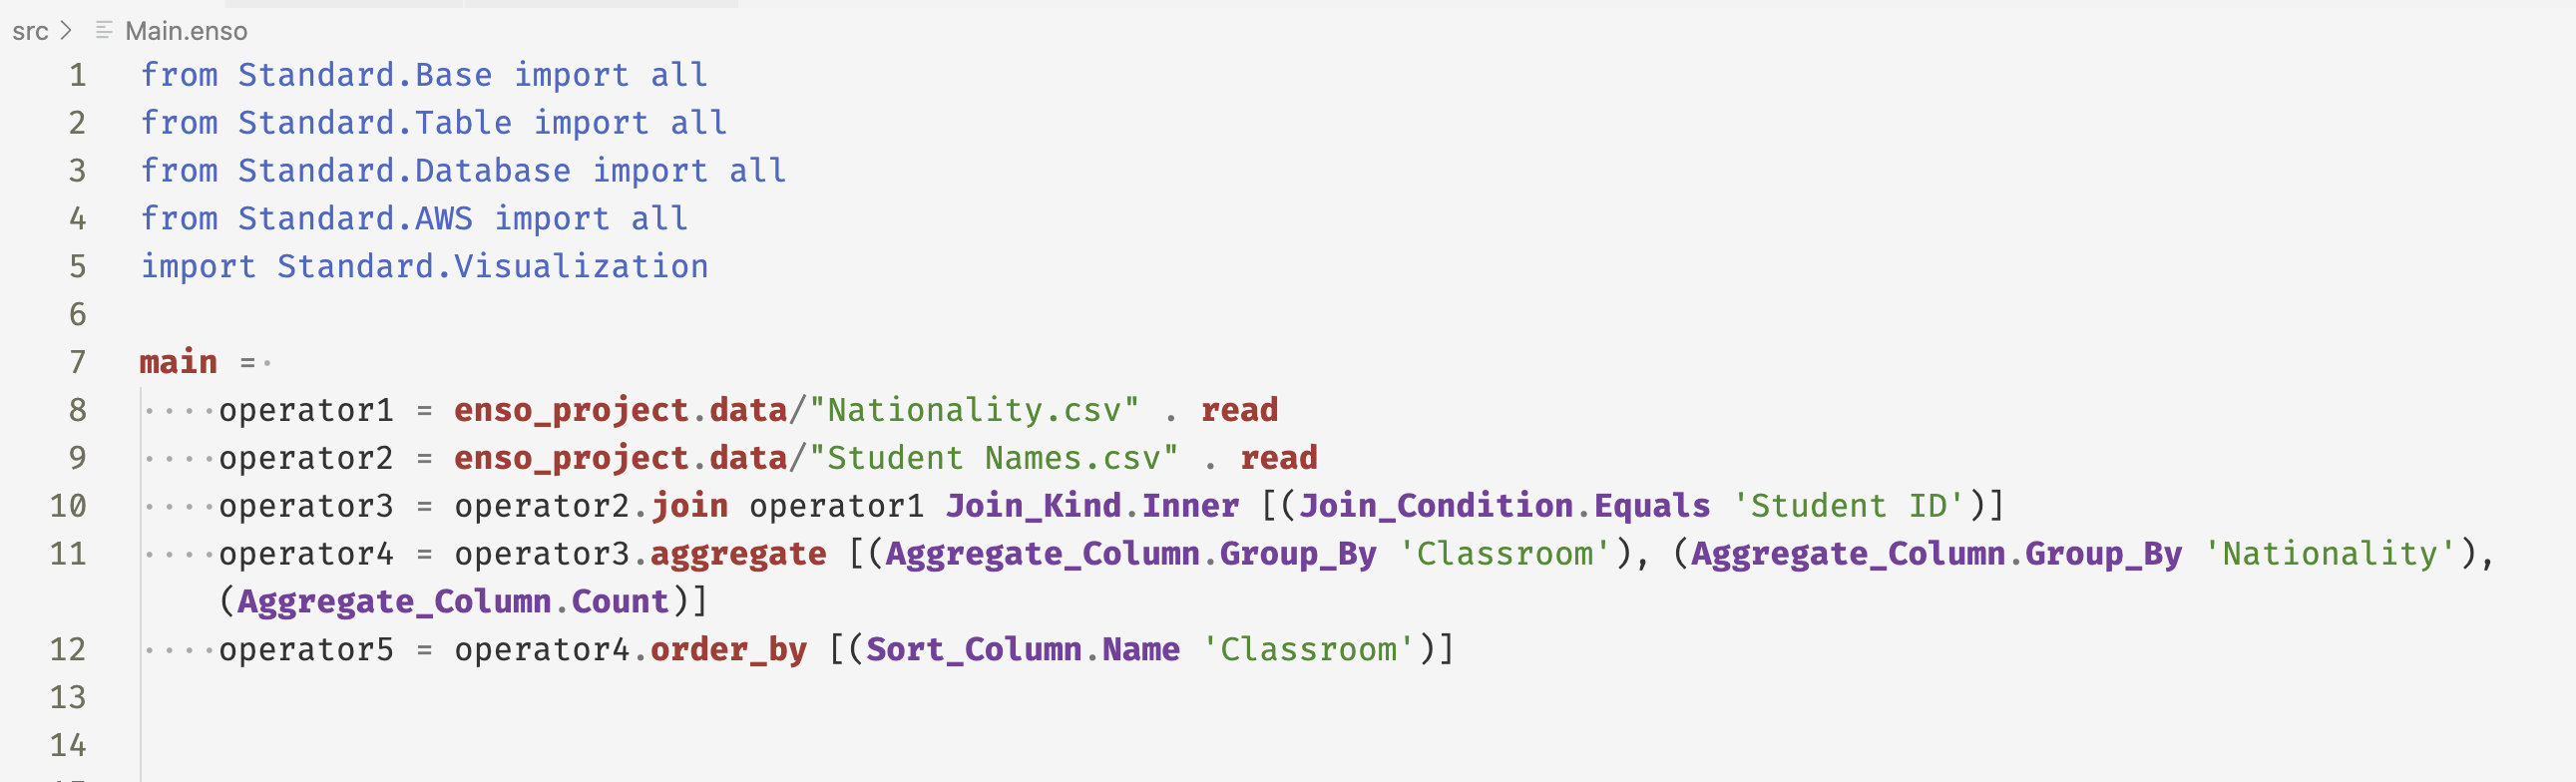 src > Main.enso
1 from Standard.Base import all
2 from Standard.Table import all
3 from Standard.Database import all
4 from Standard.AWS import all
5 import Standard.Visualization
6
7 main =
8 operator1 = enso_project.data/"Nationality.csv" . read
9 operator2 = enso_project.data/"Student Names.csv" . read
10 operator3 = operator2.join operator1 Join_Kind.Inner [(Join_Condition.Equals 'Student ID')]
11 operator4 = operator3.aggregate [(Aggregate_Column.Group_By 'Classroom'), (Aggregate_Column.Group_By 'Nationality'),
(Aggregate_Column.Count)]
12 operator5 = operator4.order_by [(Sort_Column.Name 'Classroom')]
13
14